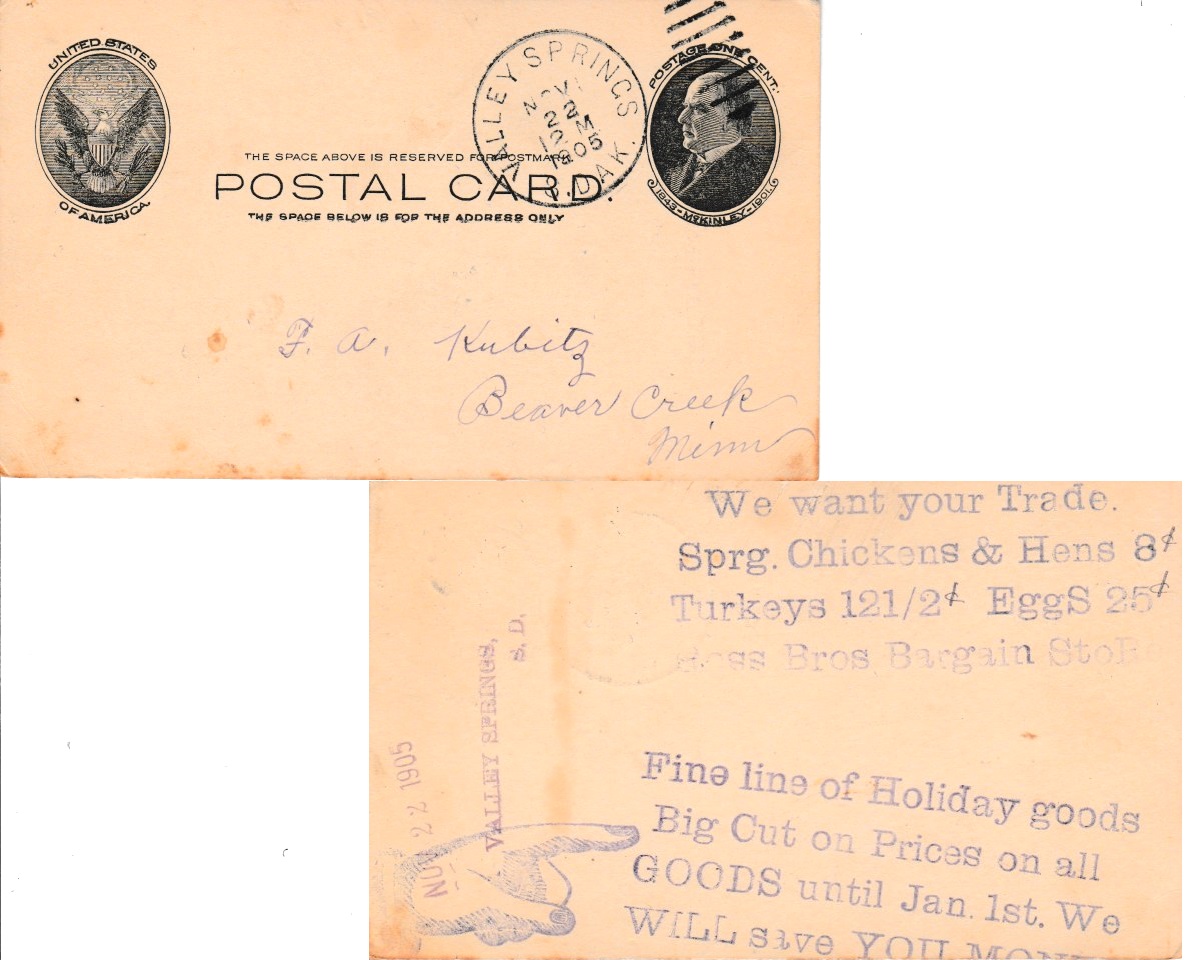 UNITED STATES
OF AMERICA.
VALLEY SPRINGS
NOV
22
12 M
1905
S. DAK.
POSTAGE ONE CENT.
1843-McKINLEY-1901.
THE SPACE ABOVE IS RESERVED FOR POSTMARK
POSTAL CARD.
THE SPACE BELOW IS FOR THE ADDRESS ONLY
F. A. Kubitz
Beaver Creek
Minn
We want your Trade.
Sprg. Chickens & Hens 8¢
Turkeys 121/2¢ EggS 25¢
Bros Bargain StoRe
VALLEY SPRINGS,
S. D.
NOV 22 1905
Fine line of Holiday goods
Big Cut on Prices on all
GOODS until Jan. 1st. We
WILL save YOU MONE